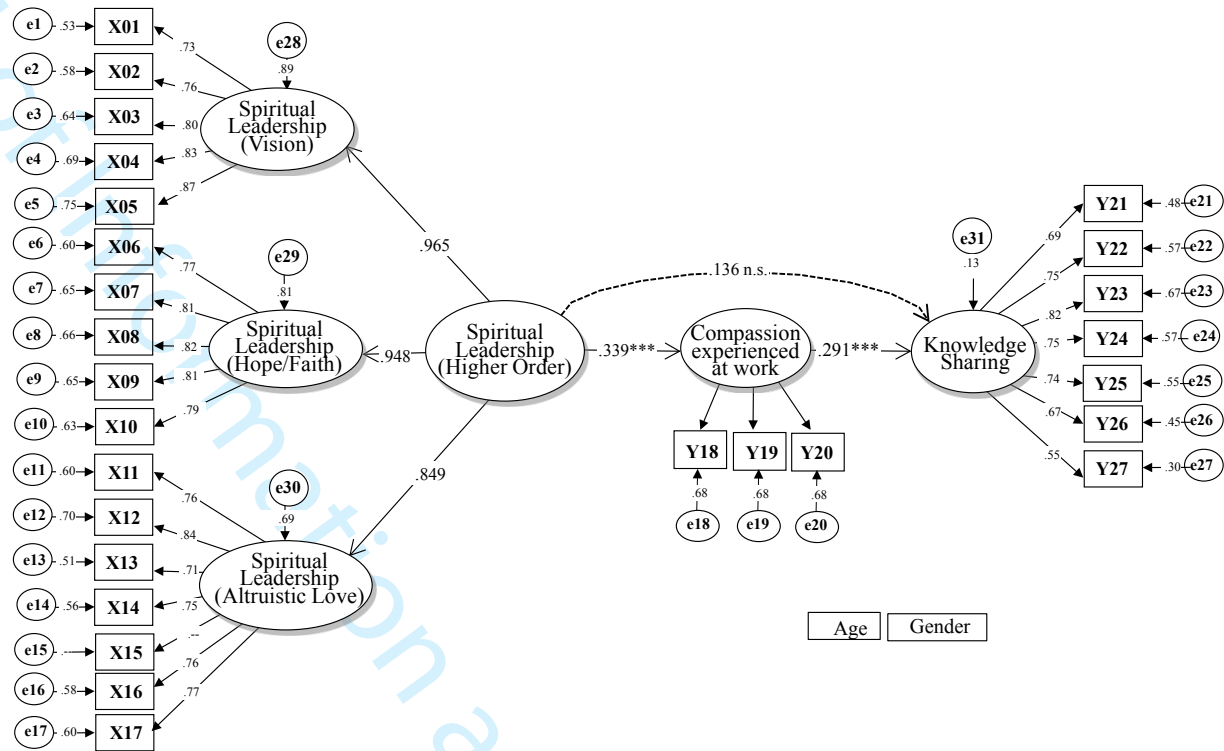 e1 .53 X01 .73
e2 .58 X02 .76
e3 .64 X03 .80
e4 .69 X04 .83
e5 .75 X05 .87
e28
.89
Spiritual
Leadership
(Vision)
e6 .60 X06 .77
e7 .65 X07 .81
e8 .66 X08 .82
e9 .65 X09 .81
e10 .63 X10 .79
e29
.81
Spiritual
Leadership
(Hope/Faith)
e11 .60 X11 .76
e12 .70 X12 .84
e13 .51 X13 .71
e14 .56 X14 .75
e15 .-- X15 .--
e16 .58 X16 .76
e17 .60 X17 .77
e30
.69
Spiritual
Leadership
(Altruistic Love)
.965
.948
.849
Spiritual
Leadership
(Higher Order)
.136 n.s.
.339***
Compassion
experienced
at work
.291***
Y18 Y19 Y20
.68 .68 .68
e18 e19 e20
e31
.13
Knowledge
Sharing
.69 Y21 .48 e21
.75 Y22 .57 e22
.82 Y23 .67 e23
.75 Y24 .57 e24
.74 Y25 .55 e25
.67 Y26 .45 e26
.55 Y27 .30 e27
Age Gender
of Information a